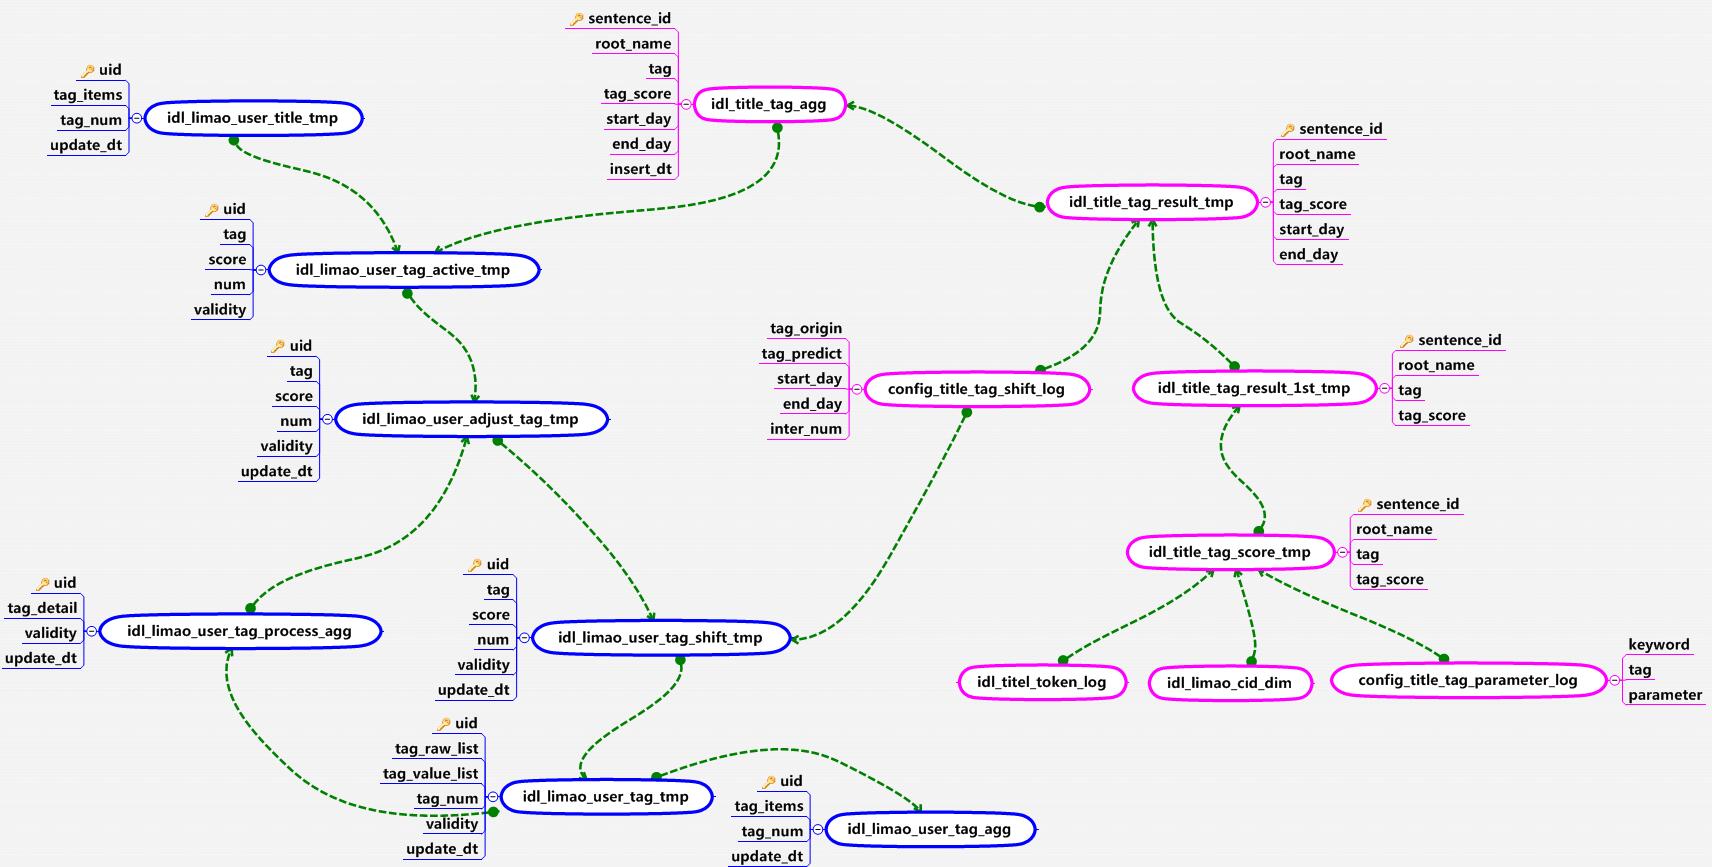 uid
tag_items
tag_num
update_dt
idl_limao_user_title_tmp
sentence_id
root_name
tag
tag_score
start_day
end_day
insert_dt
idl_title_tag_agg
sentence_id
root_name
tag
tag_score
start_day
end_day
idl_title_tag_result_tmp
uid
tag
score
num
validity
idl_limao_user_tag_active_tmp
tag_origin
tag_predict
start_day
end_day
inter_num
config_title_tag_shift_log
sentence_id
root_name
tag
tag_score
idl_title_tag_result_1st_tmp
uid
tag
score
num
validity
update_dt
idl_limao_user_adjust_tag_tmp
sentence_id
root_name
tag
tag_score
idl_title_tag_score_tmp
uid
tag_detail
validity
update_dt
idl_limao_user_tag_process_agg
uid
tag
score
num
validity
update_dt
idl_limao_user_tag_shift_tmp
idl_titel_token_log
idl_limao_cid_dim
config_title_tag_parameter_log
keyword
tag
parameter
uid
tag_raw_list
tag_value_list
tag_num
validity
update_dt
idl_limao_user_tag_tmp
uid
tag_items
tag_num
update_dt
idl_limao_user_tag_agg